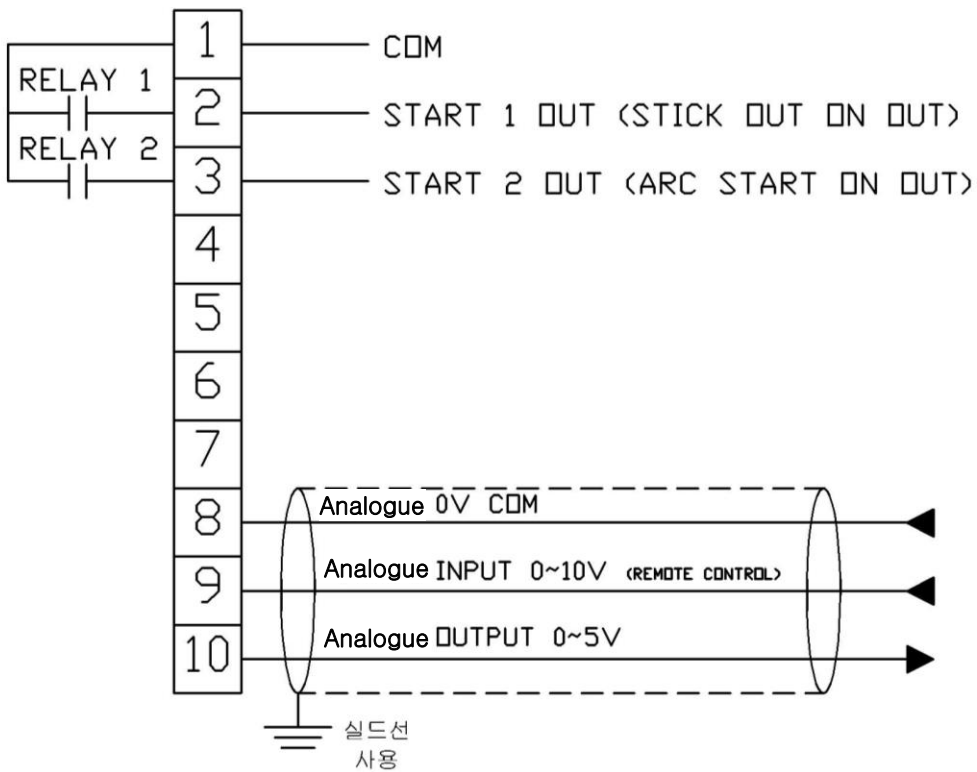 1 COM
RELAY 1
2 START 1 OUT (STICK OUT ON OUT)
RELAY 2
3 START 2 OUT (ARC START ON OUT)
4
5
6
7
8 Analogue 0V COM
9 Analogue INPUT 0~10V (REMOTE CONTROL)
10 Analogue OUTPUT 0~5V
실드선
사용